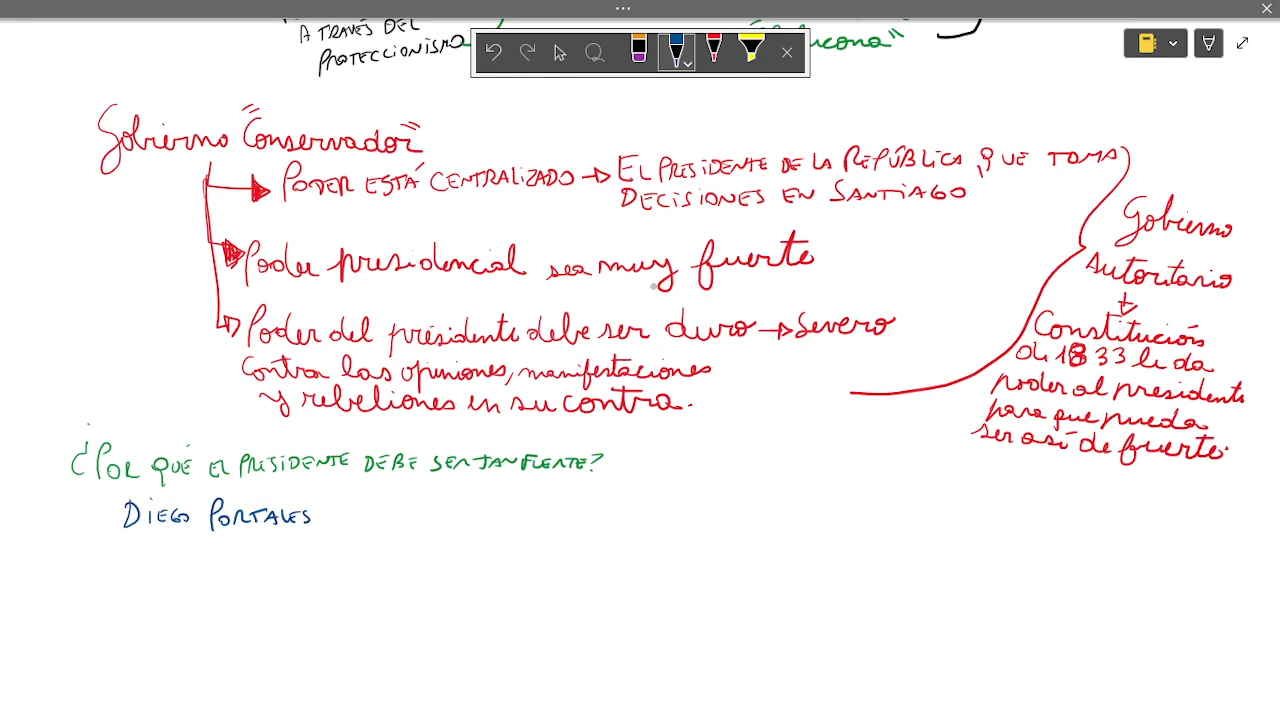 A TRAVÉS DEL
PROTECCIONISMO
Gobierno "Conservador"
PODER ESTÁ CENTRALIZADO → EL PRESIDENTE DE LA REPÚBLICA, QUE TOMA
DECISIONES EN SANTIAGO
Poder presidencial sea muy fuerte
Poder del présidente debe ser duro → Severo
Contra las opiniones, manifestaciones
y rebeliones en su contra.
Gobierno
Autoritario
Constitución
de 1833 le da
poder al presidente
para que pueda
ser así de fuerte.
¿POR QUÉ EL PRESIDENTE DEBE SER TAN FUERTE?
DIEGO PORTALES